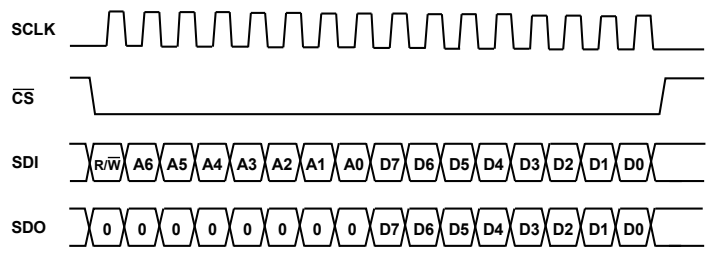 SCLK
C̅S̅
SDI R/W̅ A6 A5 A4 A3 A2 A1 A0 D7 D6 D5 D4 D3 D2 D1 D0
SDO 0 0 0 0 0 0 0 0 D7 D6 D5 D4 D3 D2 D1 D0